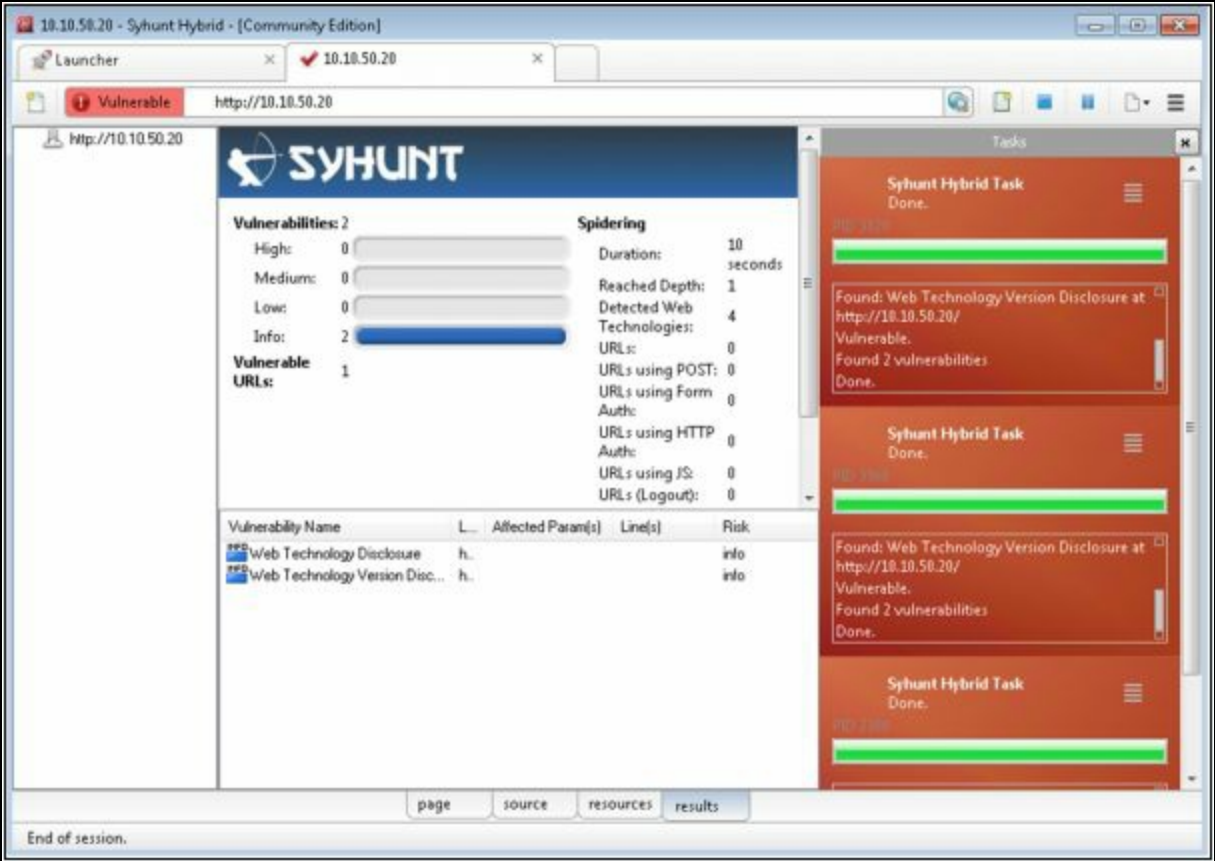 10.10.50.20 - Syhunt Hybrid - [Community Edition]
Launcher
10.10.50.20
Vulnerable
http://10.10.50.20
http://10.10.50.20
SYHUNT
Vulnerabilities: 2
High: 0
Medium: 0
Low: 0
Info: 2
Vulnerable
URLs: 1
Spidering
Duration: 10
seconds
Reached Depth: 1
Detected Web
Technologies: 4
URLs: 0
URLs using POST: 0
URLs using Form
Auth: 0
URLs using HTTP
Auth: 0
URLs using JS: 0
URLs (Logout): 0
Vulnerability Name L... Affected Param(s) Line(s) Risk
Web Technology Disclosure h.. info
Web Technology Version Disc... h.. info
Tasks
Syhunt Hybrid Task
Done.
Found: Web Technology Version Disclosure at
http://10.10.50.20/
Vulnerable.
Found 2 vulnerabilities
Done.
Syhunt Hybrid Task
Done.
Found: Web Technology Version Disclosure at
http://10.10.50.20/
Vulnerable.
Found 2 vulnerabilities
Done.
Syhunt Hybrid Task
Done.
page source resources results
End of session.